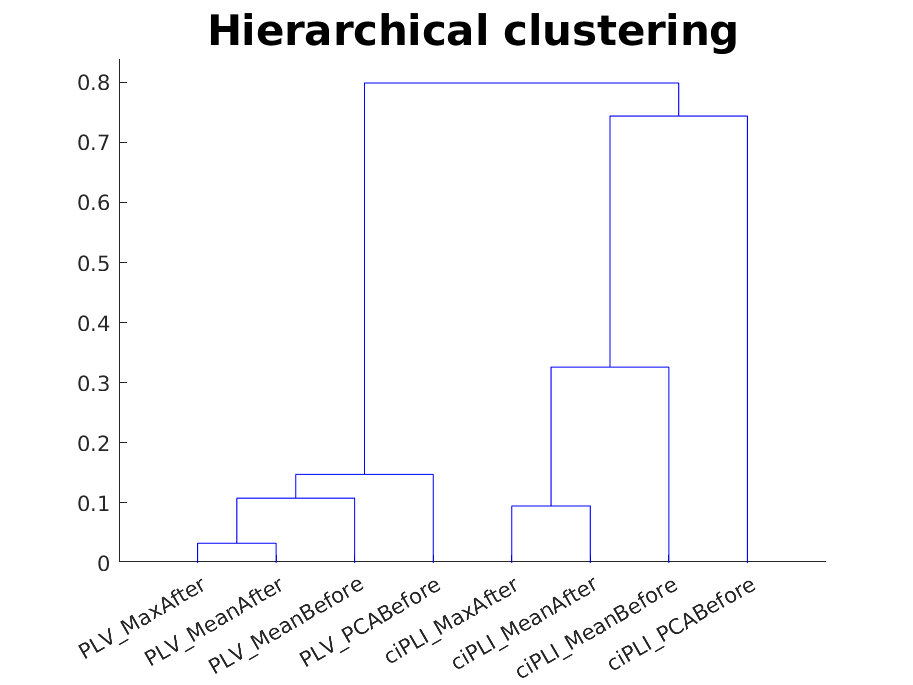 Hierarchical clustering
0.8
0.7
0.6
0.5
0.4
0.3
0.2
0.1
0
PLV_MaxAfter
PLV_MeanAfter
PLV_MeanBefore
PLV_PCABefore
ciPLI_MaxAfter
ciPLI_MeanAfter
ciPLI_MeanBefore
ciPLI_PCABefore